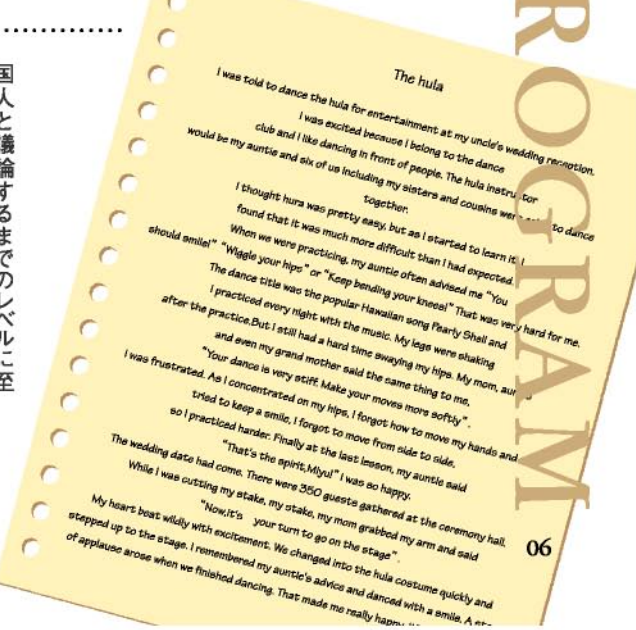 国人と議論するまでのレベルに至
ROGRAM
The hula
I was told to dance the hula for entertainment at my uncle's wedding reception.
I was excited because I belong to the dance
club and I like dancing in front of people. The hula instructor
would be my auntie and six of us including my sisters and cousins were to dance
together.
I thought hura was pretty easy, but as I started to learn it, I
found that it was much more difficult than I had expected.
When we were practicing, my auntie often advised me "You
should smile!" "Wiggle your hips" or "Keep bending your knees!" That was very hard for me.
The dance title was the popular Hawaiian song Pearly Shell and
I practiced every night with the music. My legs were shaking
after the practice.But I still had a hard time swaying my hips. My mom,
and even my grand mother said the same thing to me,
"Your dance is very stiff. Make your moves more softly".
I was frustrated. As I concentrated on my hips, I forgot how to move my hands and
tried to keep a smile, I forgot to move from side to side,
so I practiced harder. Finally at the last lesson, my auntie said
"That's the spirit,Miyu!" I was so happy.
The wedding date had come. There were 350 guests gathered at the ceremony hall.
While I was cutting my stake, my stake, my mom grabbed my arm and said
"Now,it's your turn to go on the stage".
My heart beat wildly with excitement. We changed into the hula costume quickly and
stepped up to the stage. I remembered my auntie's advice and danced with a smile. A
of applause arose when we finished dancing. That made me really happy.
06